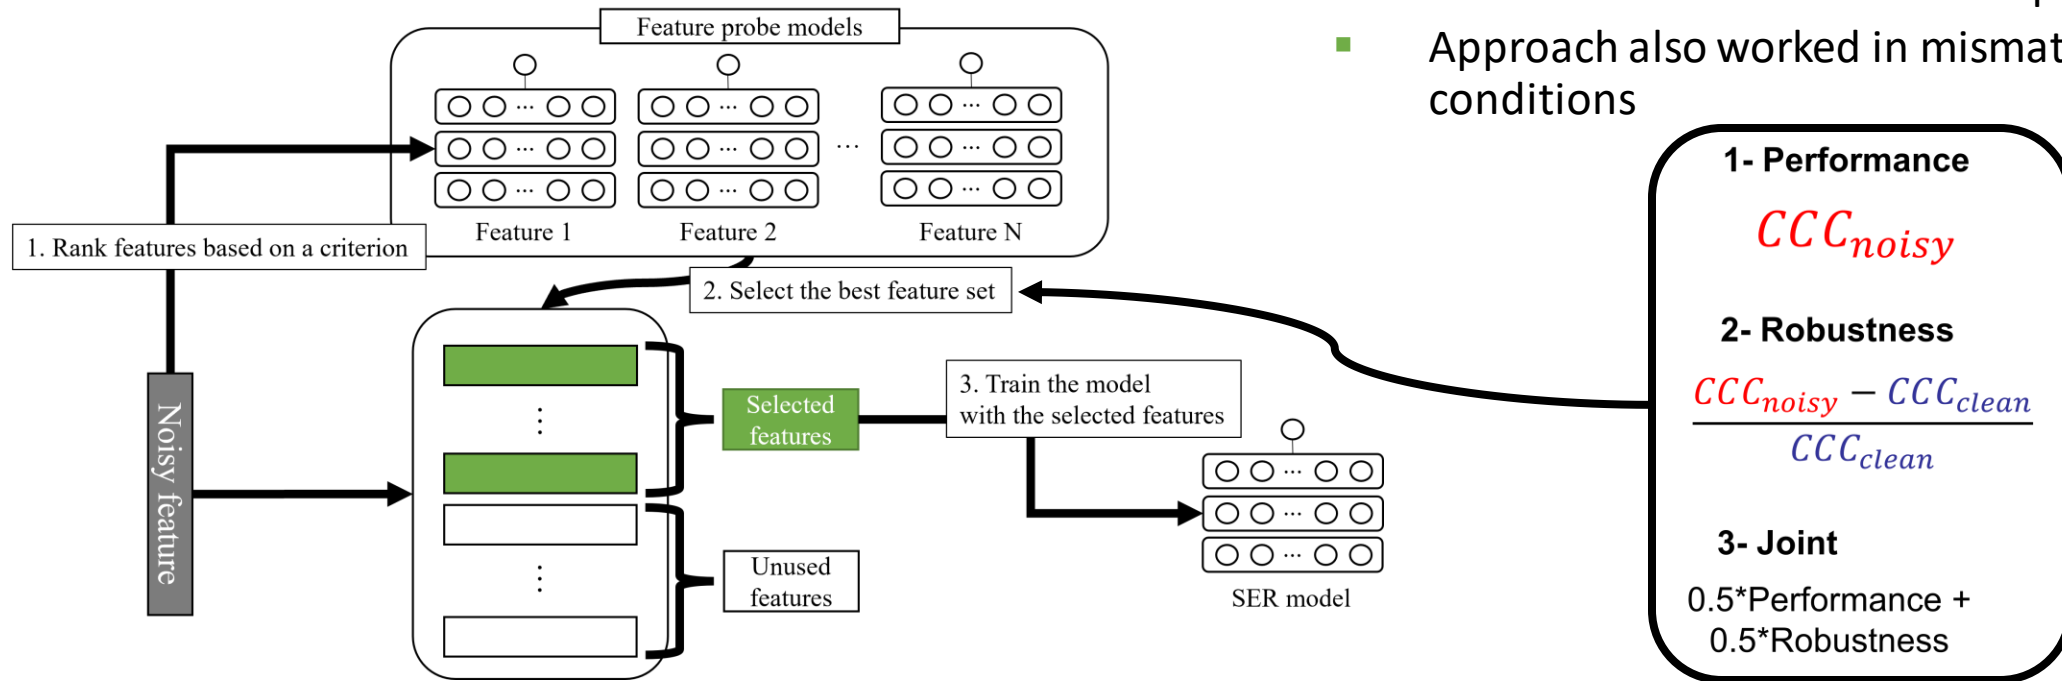 Feature probe models
Feature 1
Feature 2
...
Feature N
1. Rank features based on a criterion
2. Select the best feature set
Noisy feature
Selected
features
Unused
features
3. Train the model
with the selected features
SER model
▪ Approach also worked in
conditions
1- Performance
CCC_noisy
2- Robustness
CCC_noisy − CCC_clean
CCC_clean
3- Joint
0.5*Performance +
0.5*Robustness